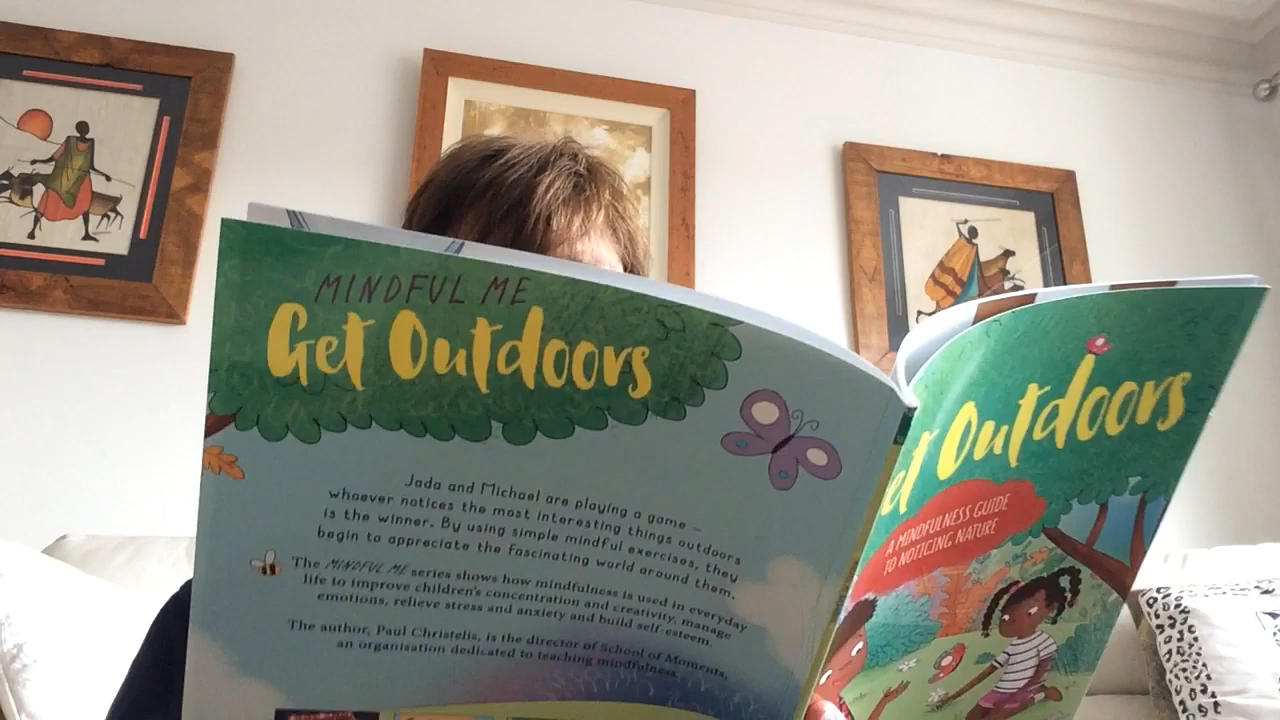 MINDFUL ME
Get Outdoors
Jada and Michael are playing a game –
whoever notices the most interesting things outdoors
is the winner. By using simple mindful exercises, they
begin to appreciate the fascinating world around them.
The MINDFUL ME series shows how mindfulness is used in everyday
life to improve children's concentration and creativity, manage
emotions, relieve stress and anxiety and build self-esteem.
The author, Paul Christelis, is the director of School of Moments,
an organisation dedicated to teaching mindfulness.
et Outdoors
A MINDFULNESS GUIDE
TO NOTICING NATURE